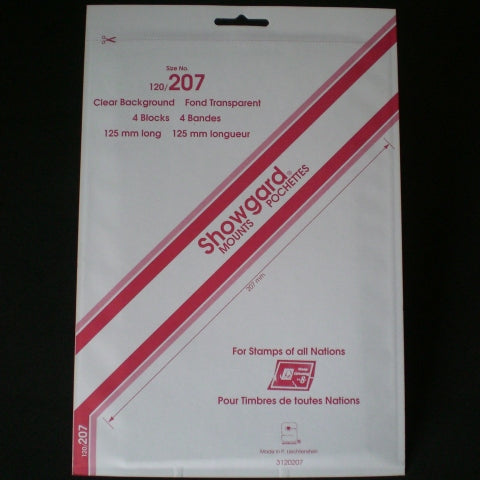 Size No.
120/207
Clear Background Fond Transparent
4 Blocks 4 Bandes
125 mm long 125 mm longueur
Showgard®
MOUNTS POCHETTES
207 mm
For Stamps of all Nations
Pour Timbres de toutes Nations
Made in P. Liechtenstein
3120207
120/207